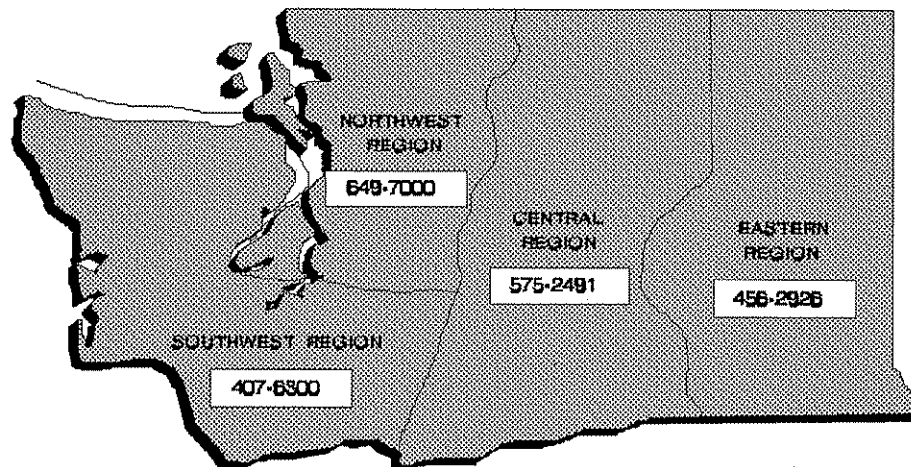 NORTHWEST
REGION
649-7000
CENTRAL
REGION
575-2491
EASTERN
REGION
456-2926
SOUTHWEST REGION
407-6300